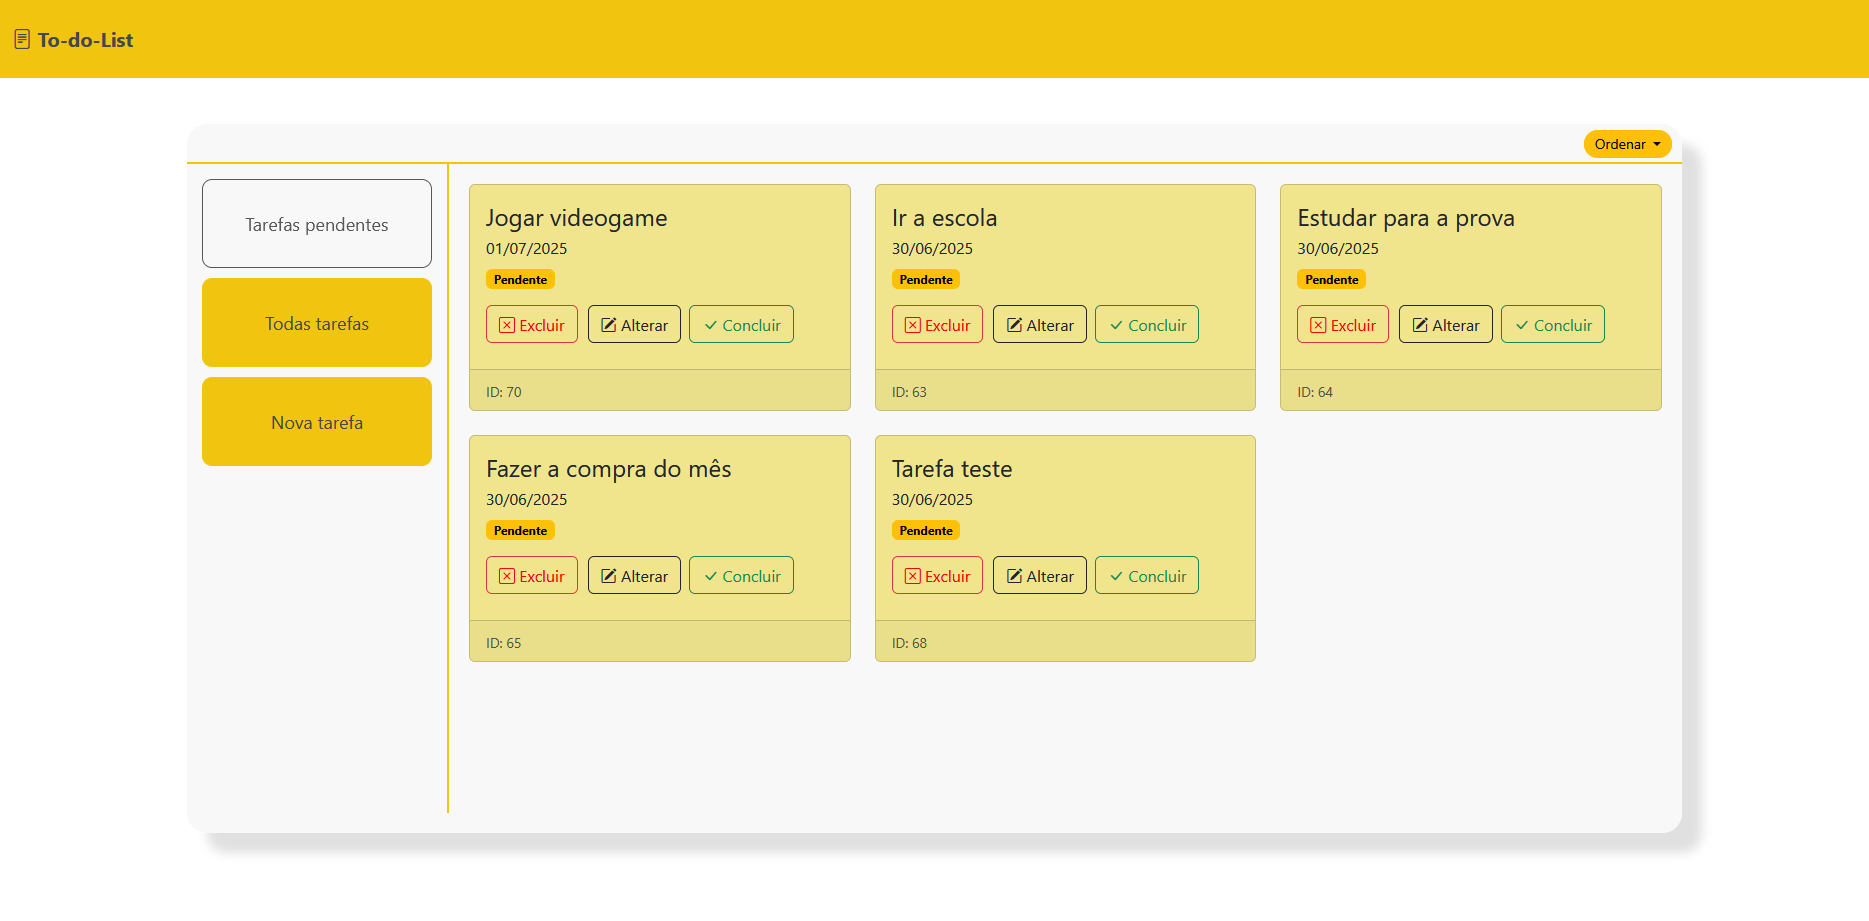 To-do-List
Ordenar
Tarefas pendentes
Todas tarefas
Nova tarefa
Jogar videogame
01/07/2025
Pendente
Excluir Alterar Concluir
ID: 70
Ir a escola
30/06/2025
Pendente
Excluir Alterar Concluir
ID: 63
Estudar para a prova
30/06/2025
Pendente
Excluir Alterar Concluir
ID: 64
Fazer a compra do mês
30/06/2025
Pendente
Excluir Alterar Concluir
ID: 65
Tarefa teste
30/06/2025
Pendente
Excluir Alterar Concluir
ID: 68